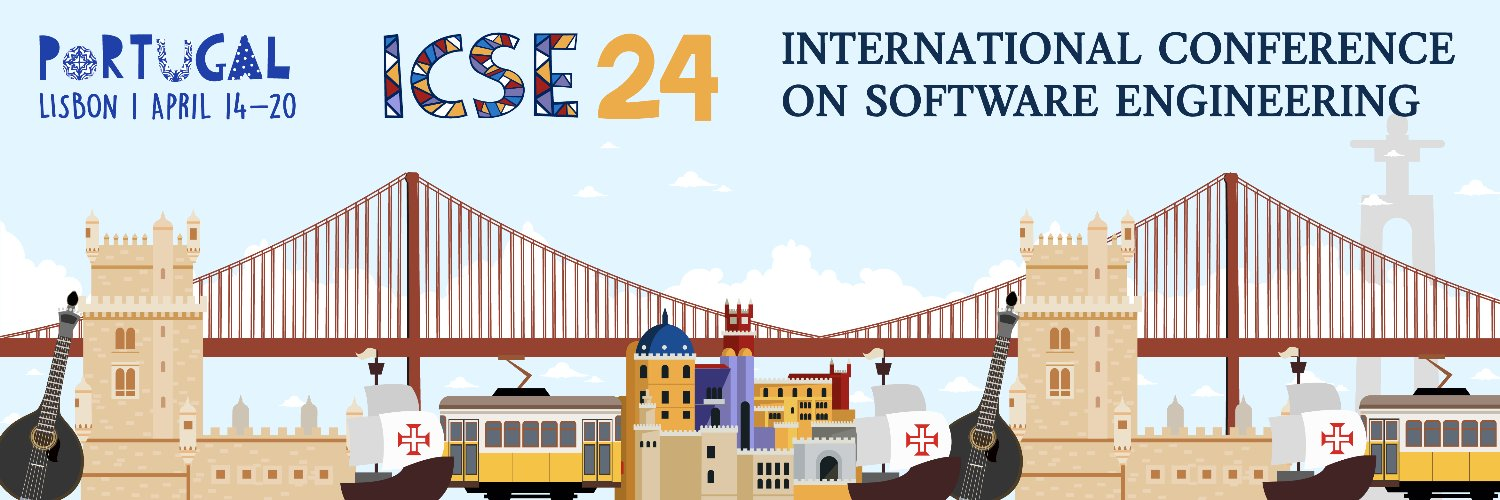 PORTUGAL
LISBON | APRIL 14–20
ICSE 24
INTERNATIONAL CONFERENCE
ON SOFTWARE ENGINEERING